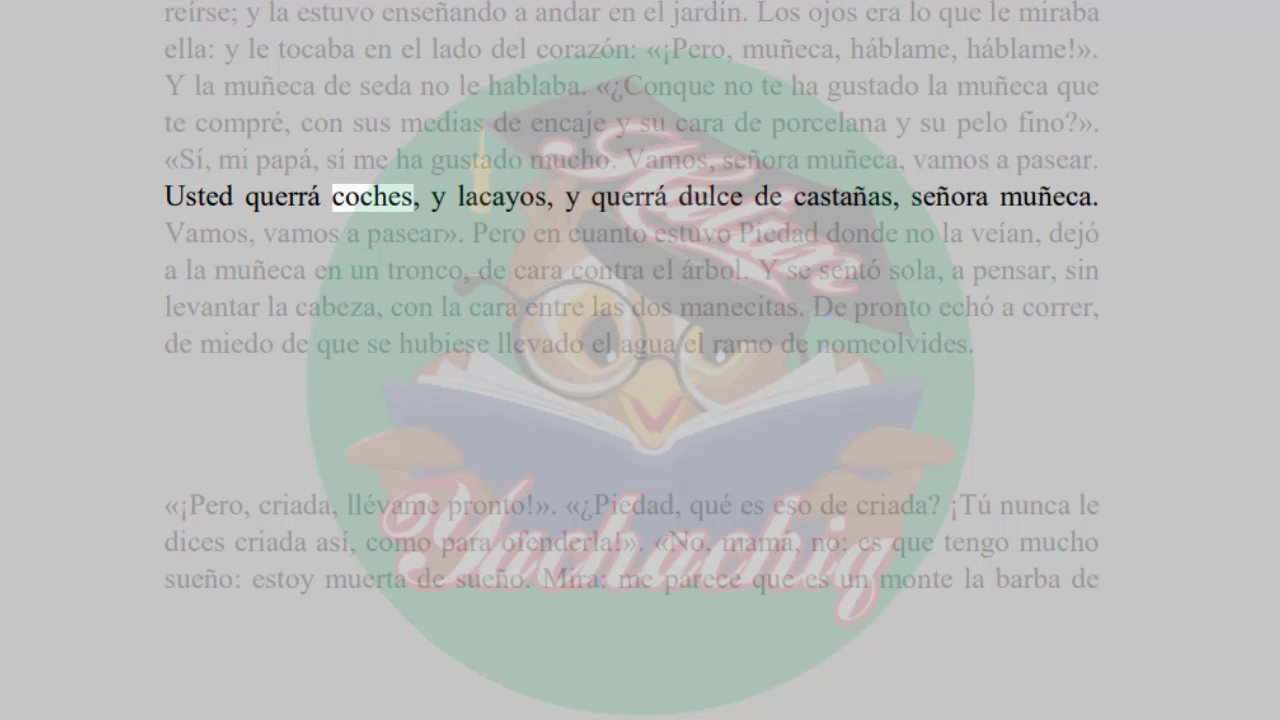 reírse; y la estuvo enseñando a andar en el jardín. Los ojos era lo que le miraba
ella: y le tocaba en el lado del corazón: «¡Pero, muñeca, háblame, háblame!».
Y la muñeca de seda no le hablaba. «¿Conque no te ha gustado la muñeca que
te compré, con sus medias de encaje y su cara de porcelana y su pelo fino?».
«Sí, mi papá, sí me ha gustado mucho. Vamos, señora muñeca, vamos a pasear.
Usted querrá coches, y lacayos, y querrá dulce de castañas, señora muñeca.
Vamos, vamos a pasear». Pero en cuanto estuvo Piedad donde no la veían, dejó
a la muñeca en un tronco, de cara contra el árbol. Y se sentó sola, a pensar, sin
levantar la cabeza, con la cara entre las dos manecitas. De pronto echó a correr,
de miedo de que se hubiese llevado el agua el ramo de nomeolvides.
«¡Pero, criada, llévame pronto!». «¿Piedad, qué es eso de criada? ¡Tú nunca le
dices criada así, como para ofenderla!». «No, mamá, no: es que tengo mucho
sueño: estoy muerta de sueño. Mira: me parece que es un monte la barba de
Yachachiq